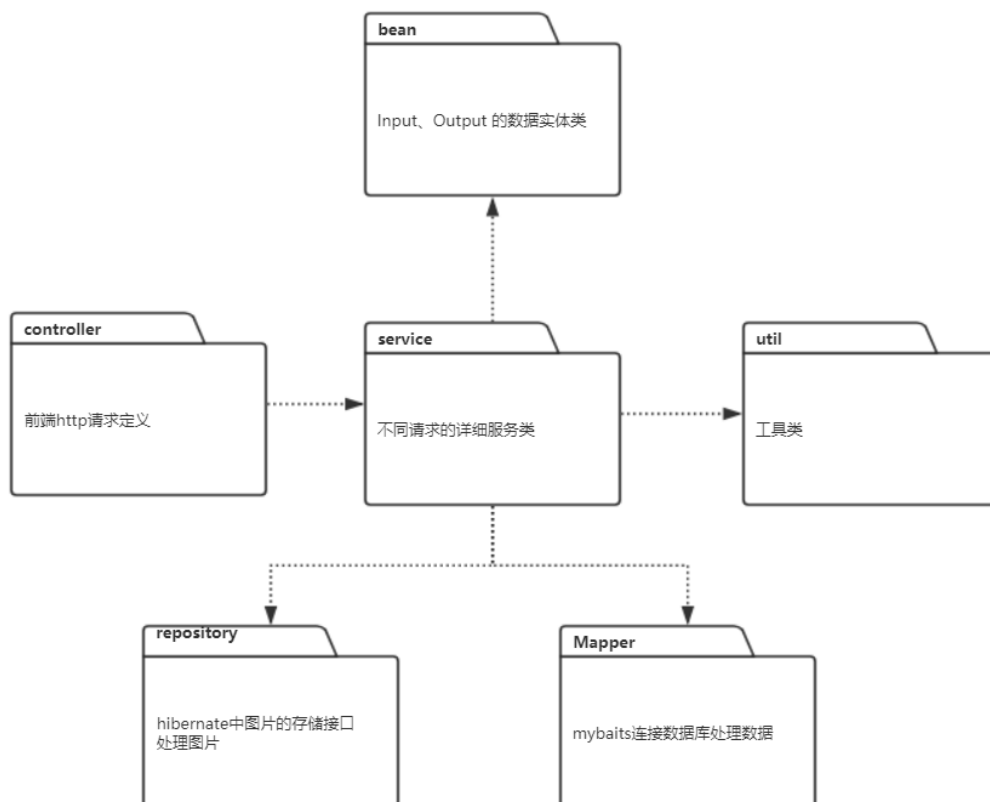 bean
Input、Output 的数据实体类
controller
前端http请求定义
service
不同请求的详细服务类
util
工具类
repository
hibernate中图片的存储接口
处理图片
Mapper
mybaits连接数据库处理数据